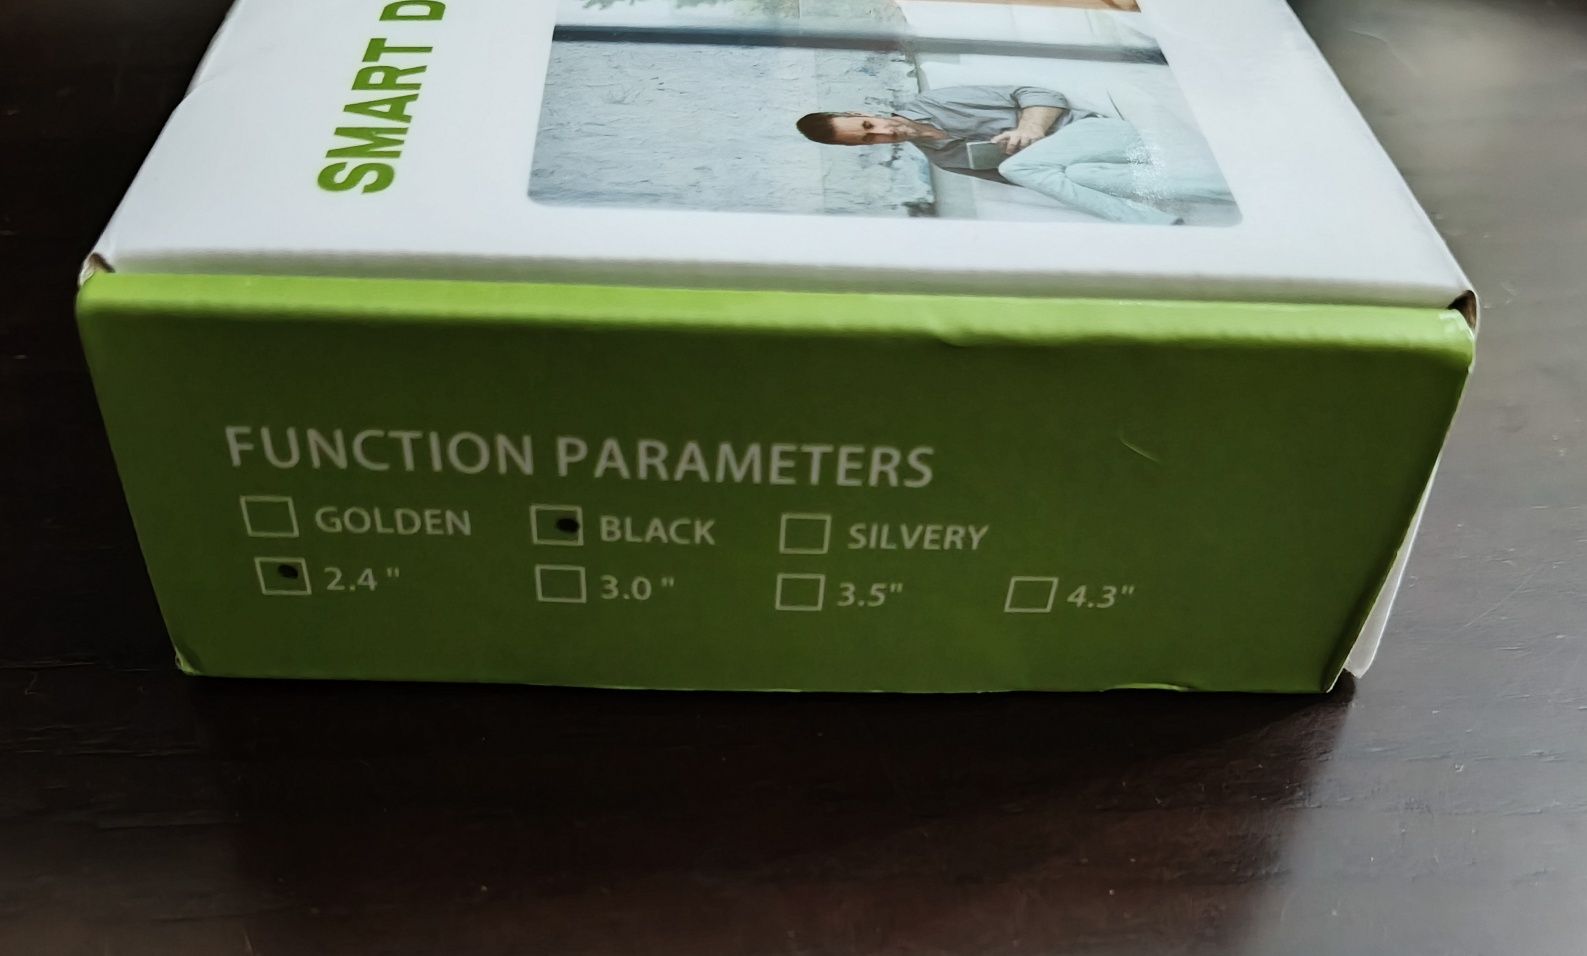 SMART D
FUNCTION PARAMETERS
GOLDEN BLACK SILVERY
2.4" 3.0" 3.5" 4.3"